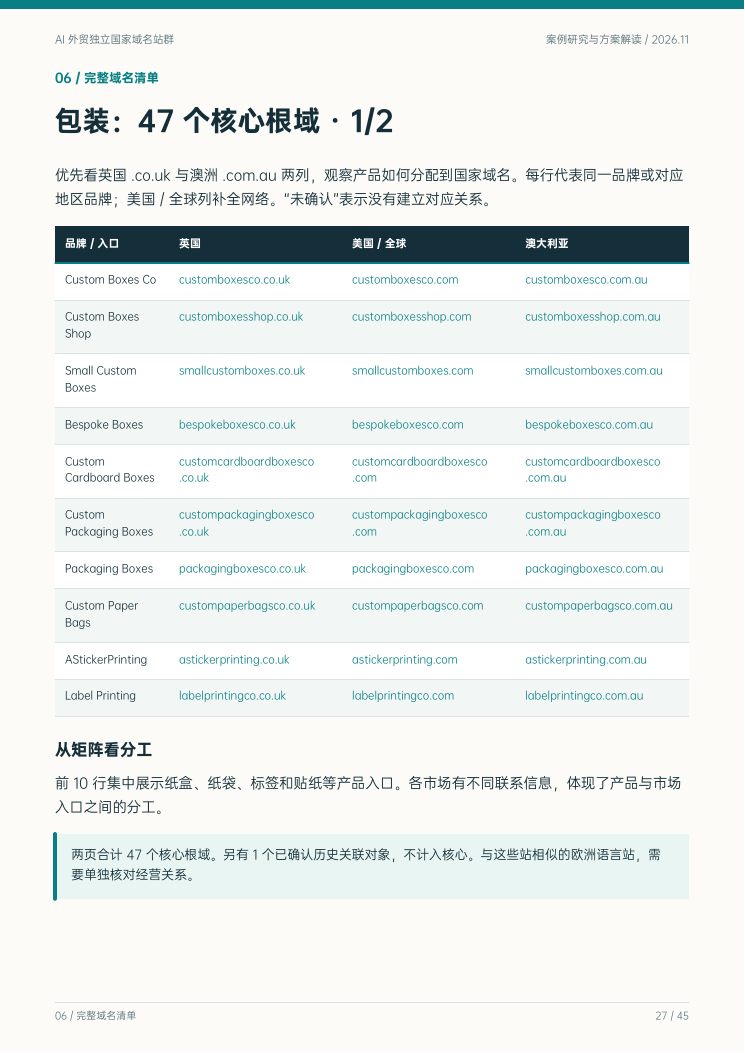 AI 外贸独立国家域名站群
案例研究与方案解读 / 2026.11
06 / 完整域名清单
包装：47 个核心根域 · 1/2
优先看英国 .co.uk 与澳洲 .com.au 两列，观察产品如何分配到国家域名。每行代表同一品牌或对应
地区品牌；美国 / 全球列补全网络。“未确认”表示没有建立对应关系。
品牌 / 入口 英国 美国 / 全球 澳大利亚
Custom Boxes Co customboxesco.co.uk customboxesco.com customboxesco.com.au
Custom Boxes customboxesshop.co.uk customboxesshop.com customboxesshop.com.au
Shop
Small Custom smallcustomboxes.co.uk smallcustomboxes.com smallcustomboxes.com.au
Boxes
Bespoke Boxes bespokeboxesco.co.uk bespokeboxesco.com bespokeboxesco.com.au
Custom customcardboardboxesco customcardboardboxesco customcardboardboxesco
Cardboard Boxes .co.uk .com .com.au
Custom custompackagingboxesco custompackagingboxesco custompackagingboxesco
Packaging Boxes .co.uk .com .com.au
Packaging Boxes packagingboxesco.co.uk packagingboxesco.com packagingboxesco.com.au
Custom Paper custompaperbagsco.co.uk custompaperbagsco.com custompaperbagsco.com.au
Bags
AStickerPrinting astickerprinting.co.uk astickerprinting.com astickerprinting.com.au
Label Printing labelprintingco.co.uk labelprintingco.com labelprintingco.com.au
从矩阵看分工
前 10 行集中展示纸盒、纸袋、标签和贴纸等产品入口。各市场有不同联系信息，体现了产品与市场
入口之间的分工。
两页合计 47 个核心根域。另有 1 个已确认历史关联对象，不计入核心。与这些站相似的欧洲语言站，需
要单独核对经营关系。
06 / 完整域名清单
27 / 45